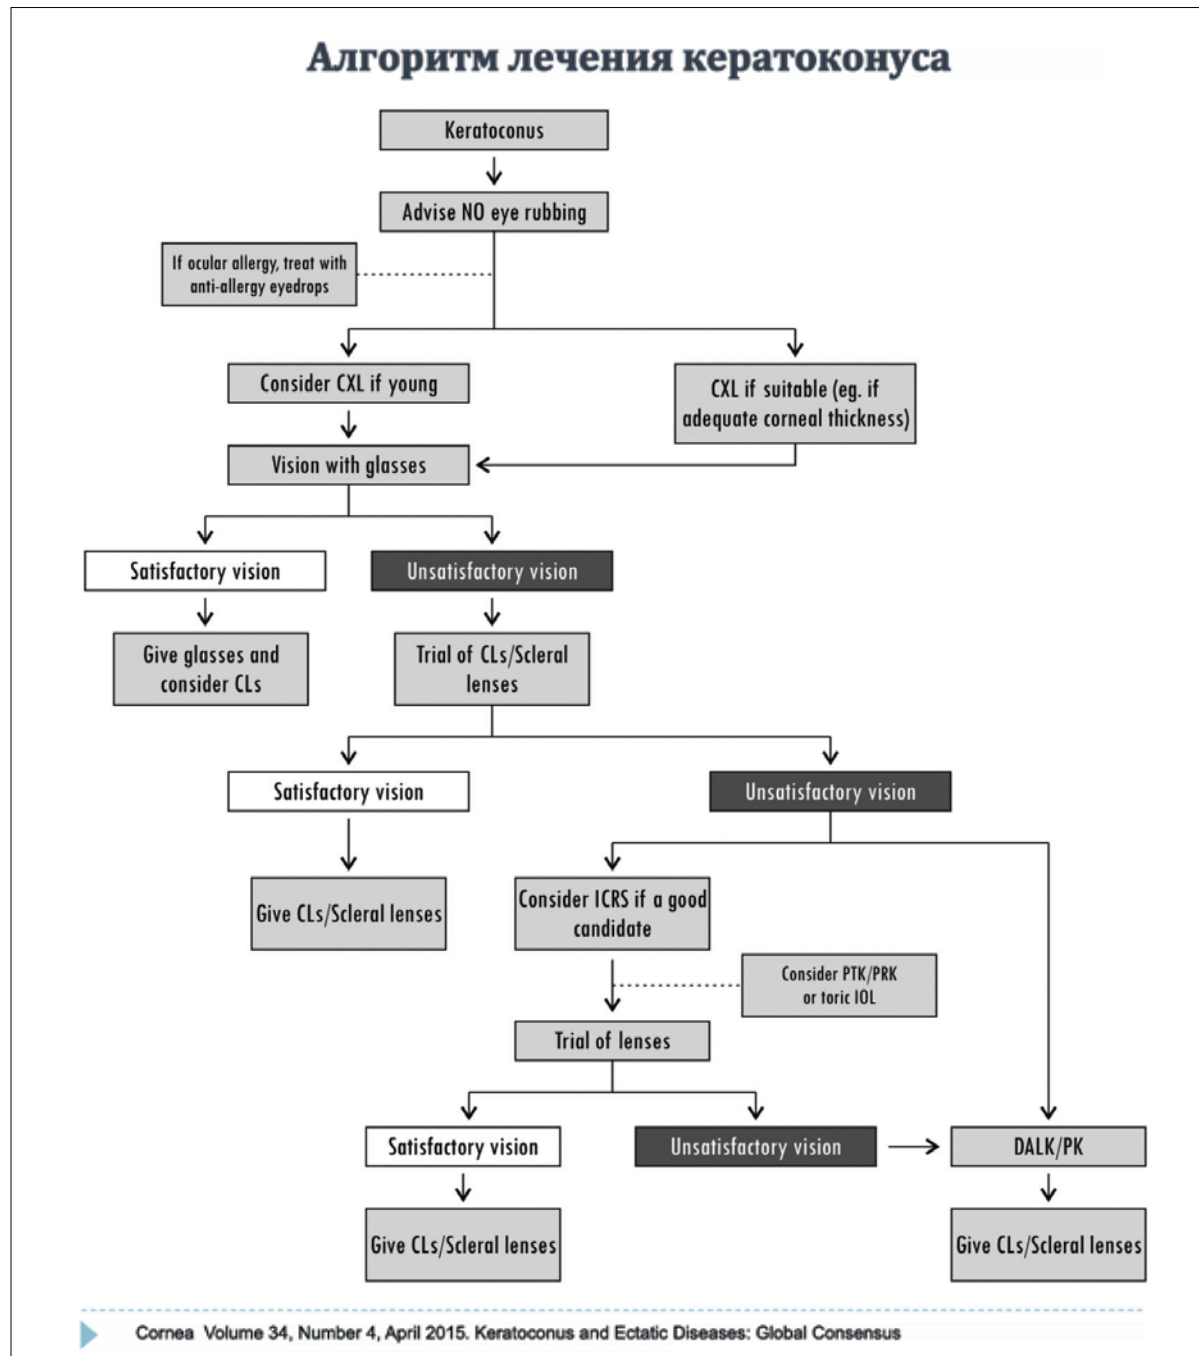 Алгоритм лечения кератоконуса
Keratoconus
Advise NO eye rubbing
If ocular allergy, treat with
anti-allergy eyedrops
Consider CXL if young
CXL if suitable (eg. if
adequate corneal thickness)
Vision with glasses
Satisfactory vision
Unsatisfactory vision
Give glasses and
consider CLs
Trial of CLs/Scleral
lenses
Satisfactory vision
Unsatisfactory vision
Give CLs/Scleral lenses
Consider ICRS if a good
candidate
Consider PTK/PRK
or toric IOL
Trial of lenses
Satisfactory vision
Unsatisfactory vision
DALK/PK
Give CLs/Scleral lenses
Give CLs/Scleral lenses
Cornea Volume 34, Number 4, April 2015. Keratoconus and Ectatic Diseases: Global Consensus